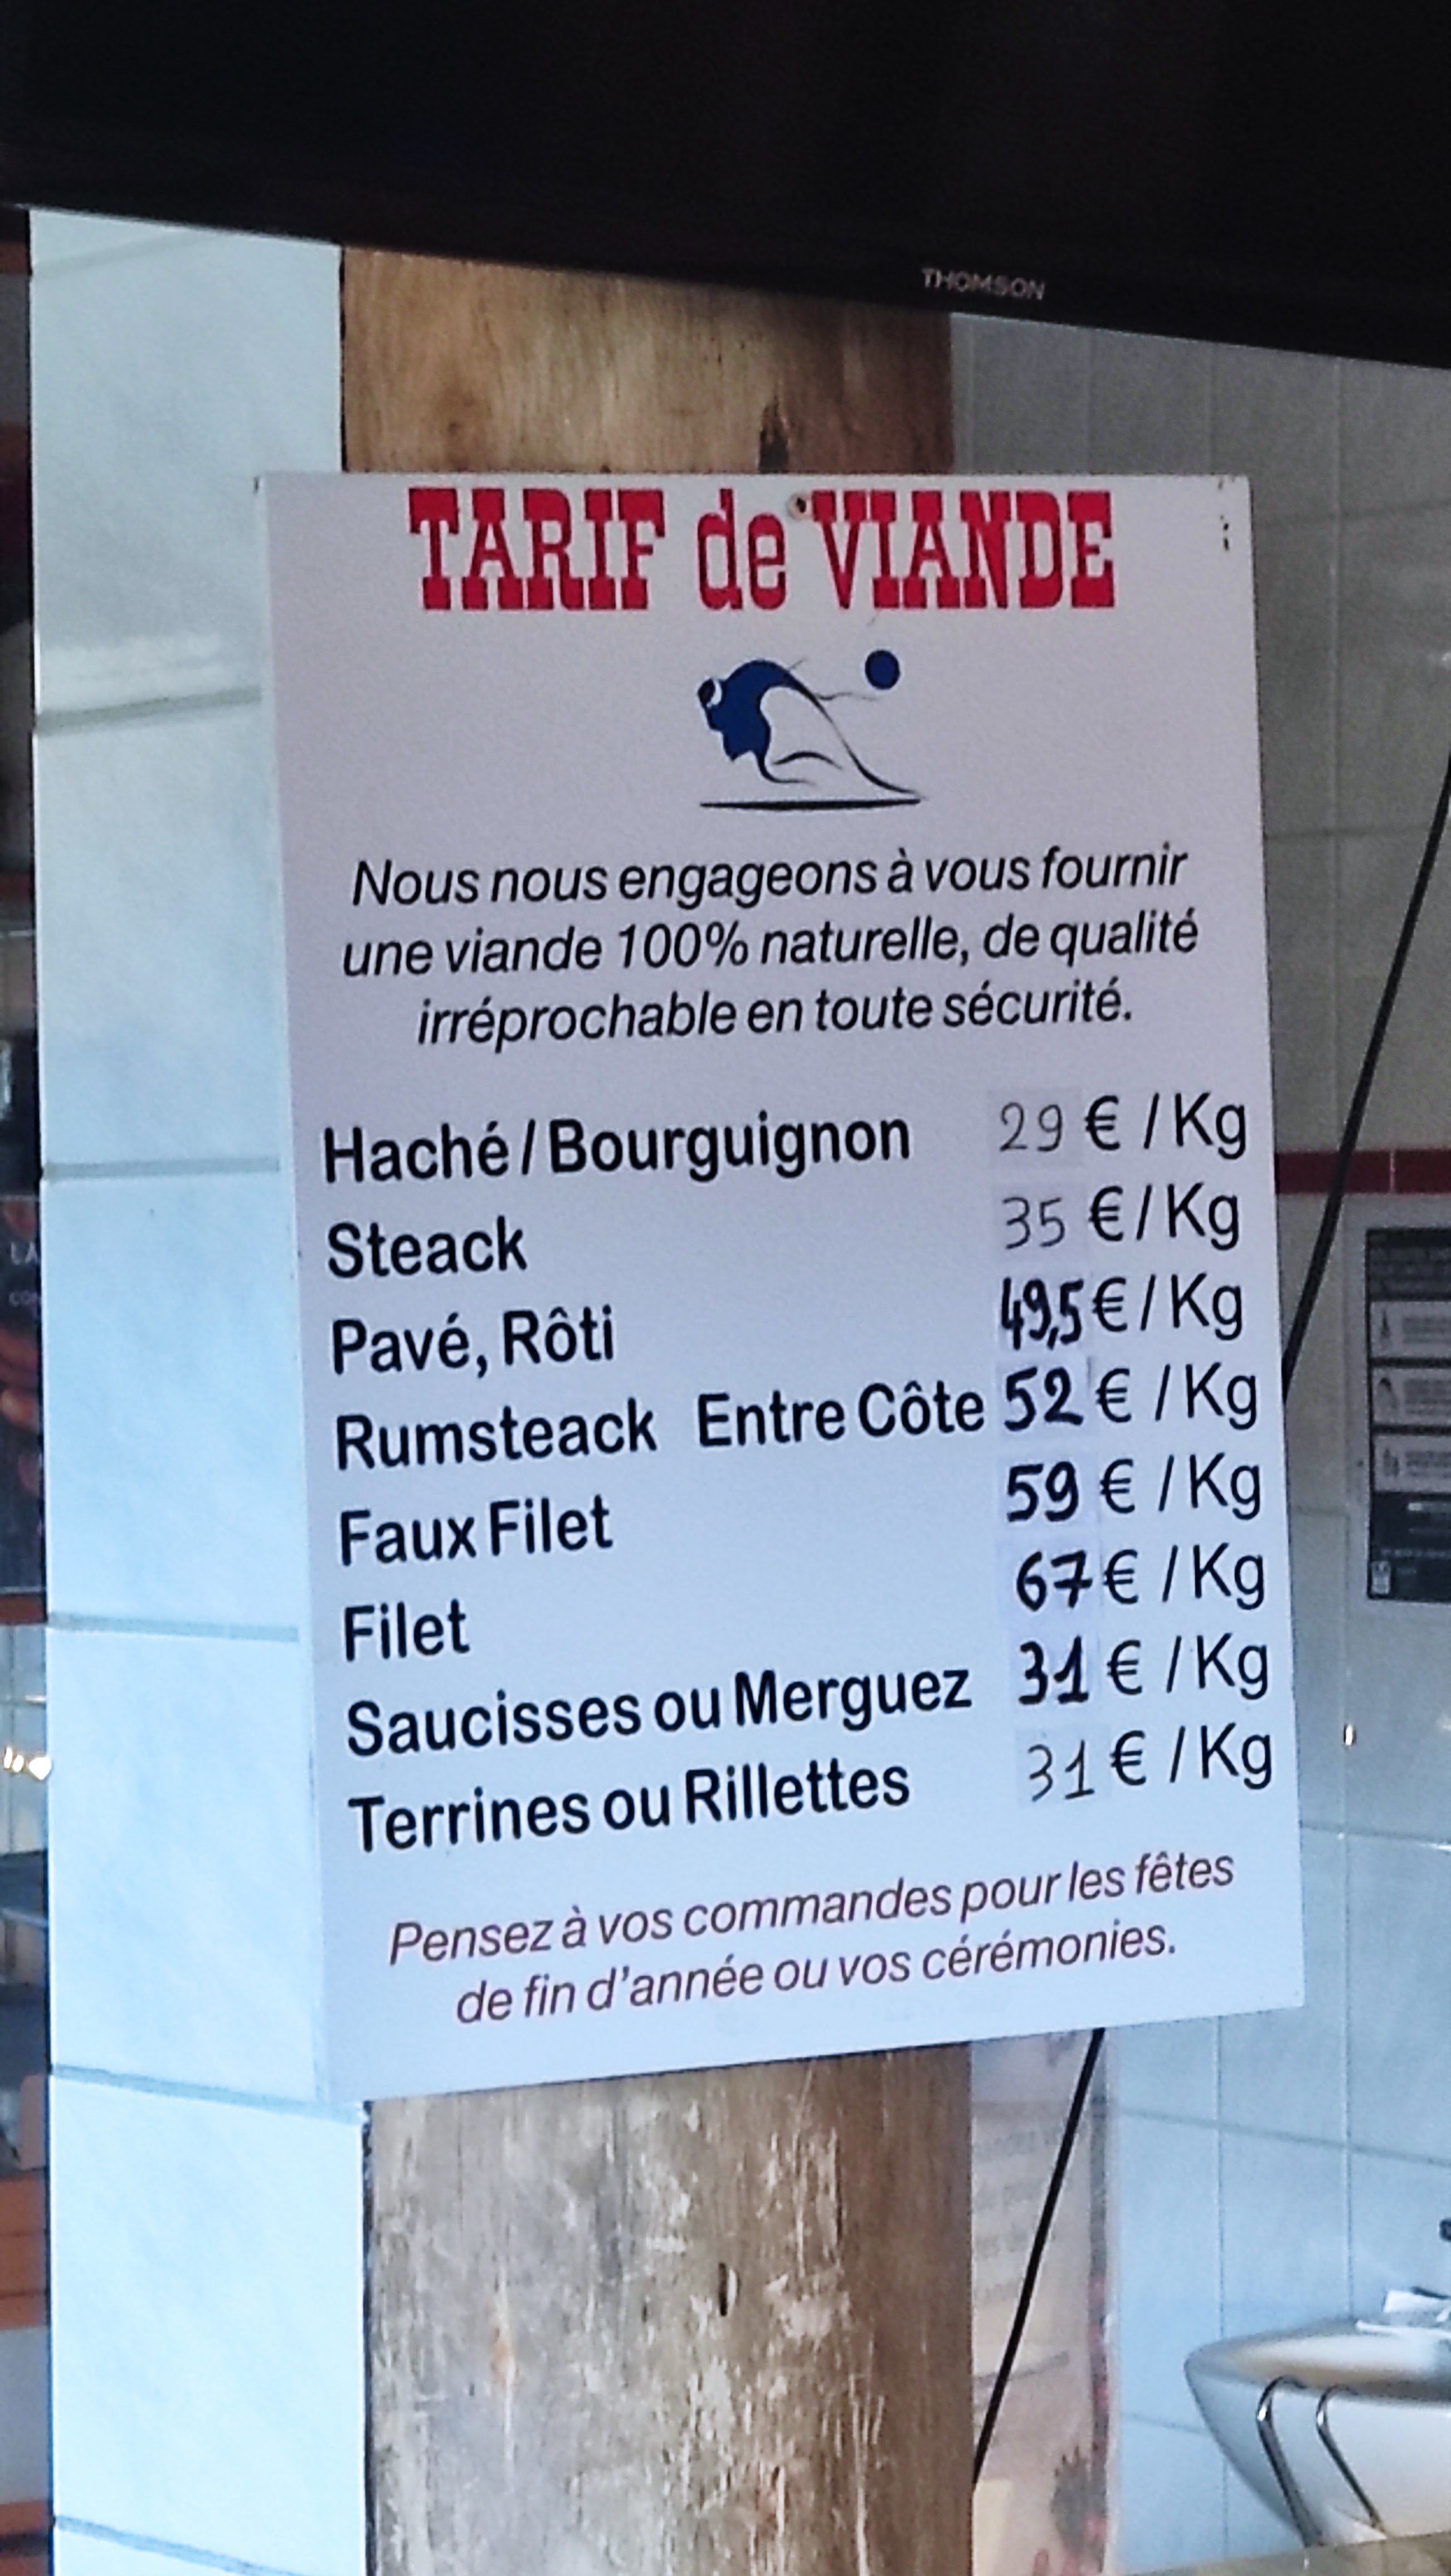 THOMSON
TARIF de VIANDE
Nous nous engageons à vous fournir
une viande 100% naturelle, de qualité
irréprochable en toute sécurité.
Haché / Bourguignon 29 € / Kg
Steack 35 € / Kg
Pavé, Rôti 49,5 € / Kg
Rumsteack Entre Côte 52 € / Kg
Faux Filet 59 € / Kg
Filet 67 € / Kg
Saucisses ou Merguez 31 € / Kg
Terrines ou Rillettes 31 € / Kg
Pensez à vos commandes pour les fêtes
de fin d'année ou vos cérémonies.